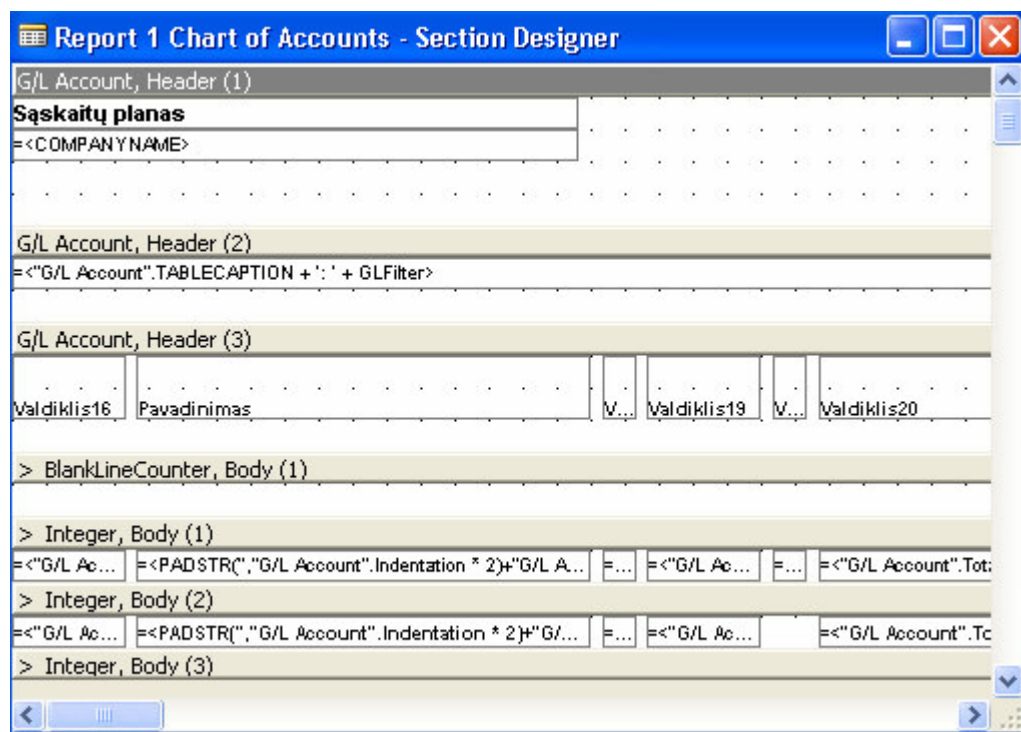 Report 1 Chart of Accounts - Section Designer
G/L Account, Header (1)
Sąskaitų planas
=<COMPANYNAME>
G/L Account, Header (2)
=<"G/L Account".TABLECAPTION + ': ' + GLFilter>
G/L Account, Header (3)
Valdiklis16 Pavadinimas V... Valdiklis19 V... Valdiklis20
> BlankLineCounter, Body (1)
> Integer, Body (1)
=<"G/L Ac... =<PADSTR('',"G/L Account".Indentation * 2)+"G/L A... =... =<"G/L Ac... =... =<"G/L Account".Tota
> Integer, Body (2)
=<"G/L Ac... =<PADSTR('',"G/L Account".Indentation * 2)+"G/... =... =<"G/L Ac... =<"G/L Account".To
> Integer, Body (3)